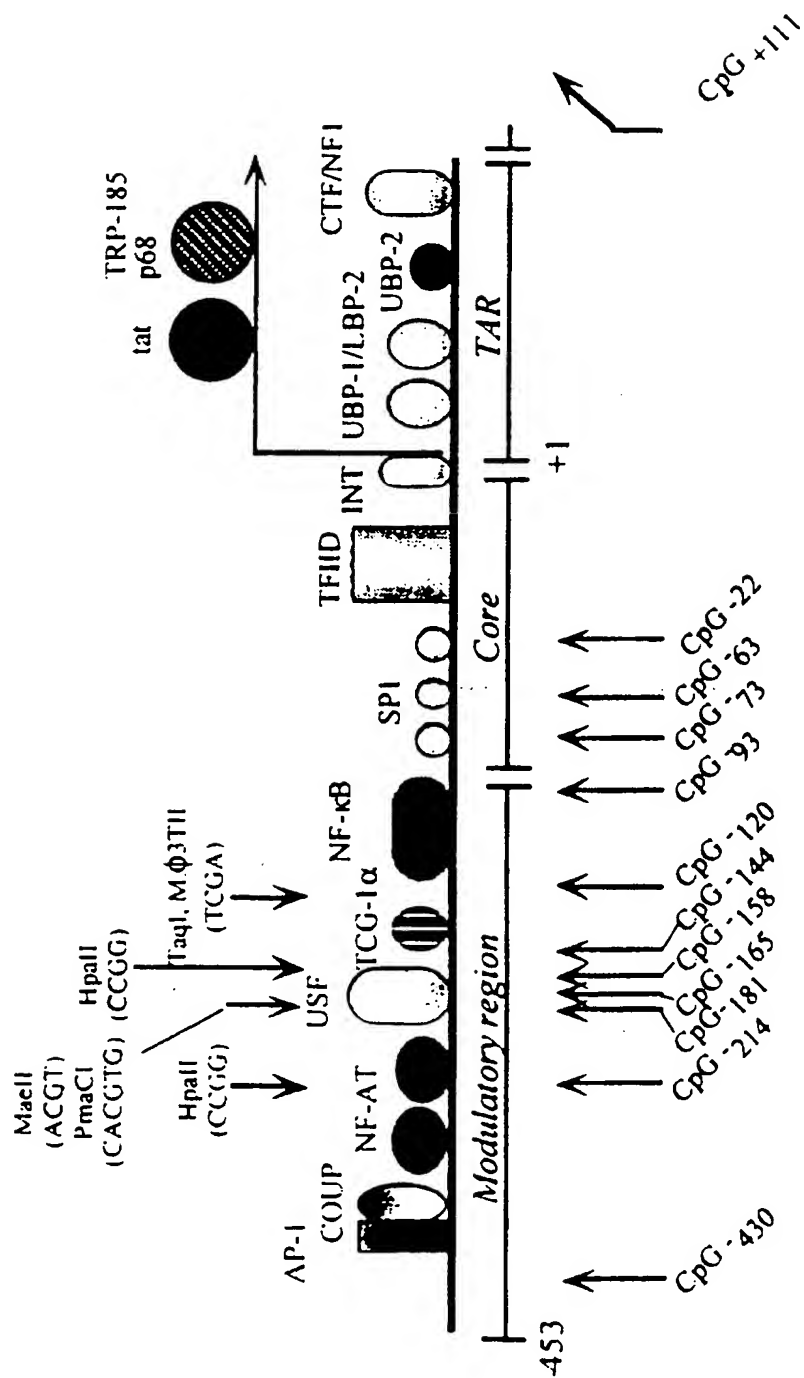 MaeII
(ACGT)
PmaCI
(CACGTG)
HpaII
(CCGG)
HpaII
(CCGG)
TaqI, M.ϕ3TII
(TCGA)
AP-1
COUP
NF-AT
USF
TCG-1α
NF-κB
SP1
TFIID
INT
UBP-1/LBP-2
UBP-2
CTF/NF1
tat
TRP-185
p68
Modulatory region
Core
TAR
-453
+1
CpG -430
CpG -214
CpG -181
CpG -165
CpG -158
CpG -144
CpG -120
CpG -93
CpG -73
CpG -63
CpG -22
CpG +111